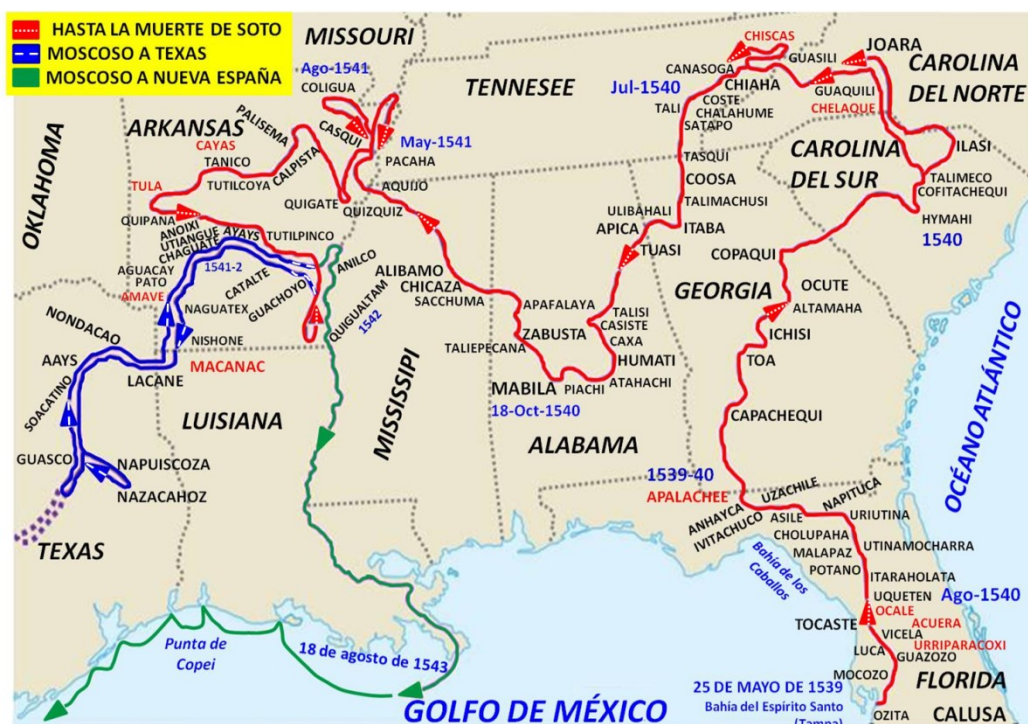 HASTA LA MUERTE DE SOTO
MOSCOSO A TEXAS
MOSCOSO A NUEVA ESPAÑA
MISSOURI
Ago-1541
COLIGUA
TENNESEE
CHISCAS
CANASOGA
GUASILI
JOARA
CAROLINA
DEL NORTE
Jul-1540
CHIAHA
GUAQUILI
CHELAQUE
TALI
COSTE
CHALAHUME
SATAPO
OKLAHOMA
ARKANSAS
PALISEMA
CASQUI
May-1541
CAYAS
TANICO
CALPISTA
PACAHA
TULA
TUTILCOYA
AQUIJO
QUIGATE
QUIZQUIZ
TASQUI
COOSA
TALIMACHUSI
CAROLINA
DEL SUR
ILASI
TALIMECO
COFITACHEQUI
HYMAHI
1540
QUIPANA
ANOIXI
UTIANGUE
CHAGUATE
AYAYS
TUTILPINCO
ULIBAHALI
APICA
ITABA
TUASI
COPAQUI
AGUACAY
PATO
1541-2
CATALTE
ANILCO
ALIBAMO
CHICAZA
SACCHUMA
AMAVE
NAGUATEX
GUACHOYO
QUIGUALTAM
1542
APAFALAYA
TALISI
CASISTE
CAXA
GEORGIA
OCUTE
ALTAMAHA
NONDACAO
NISHONE
ZABUSTA
TALIEPECANA
HUMATI
ICHISI
TOA
AAYS
LACANE
MACANAC
MABILA
PIACHI
ATAHACHI
18-Oct-1540
SOACATINO
LUISIANA
MISSISIPI
ALABAMA
CAPACHEQUI
OCÉANO ATLÁNTICO
GUASCO
NAPUISCOZA
NAZACAHOZ
1539-40
APALACHEE
UZACHILE
NAPITUCA
ANHAYCA
IVITACHUCO
ASILE
URIUTINA
TEXAS
CHOLUPAHA
MALAPAZ
UTINAMOCHARRA
POTANO
Bahía de los
Caballos
ITARAHOLATA
UQUETEN
Ago-1540
OCALE
TOCASTE
ACUERA
VICELA
URRIPARACOXI
LUCA
GUAZOZO
Punta de
Copei
18 de agosto de 1543
MOCOZO
25 DE MAYO DE 1539
Bahia del Espíritu Santo
(Tampa)
FLORIDA
GOLFO DE MÉXICO
OZITA
CALUSA